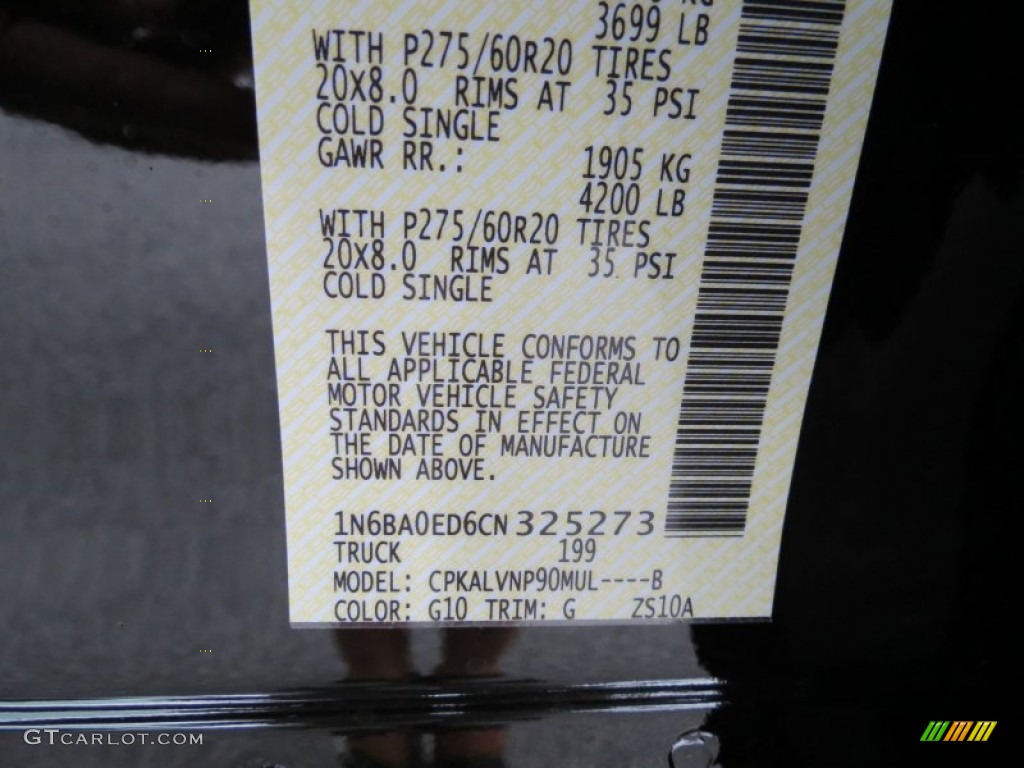 3699 LB
WITH P275/60R20 TIRES
20X8.0 RIMS AT 35 PSI
COLD SINGLE
GAWR RR.: 1905 KG
4200 LB
WITH P275/60R20 TIRES
20X8.0 RIMS AT 35 PSI
COLD SINGLE
THIS VEHICLE CONFORMS TO
ALL APPLICABLE FEDERAL
MOTOR VEHICLE SAFETY
STANDARDS IN EFFECT ON
THE DATE OF MANUFACTURE
SHOWN ABOVE.
1N6BA0ED6CN325273
TRUCK 199
MODEL: CPKALVNP90MUL----B
COLOR: G10 TRIM: G ZS10A
GTCARLOT.COM